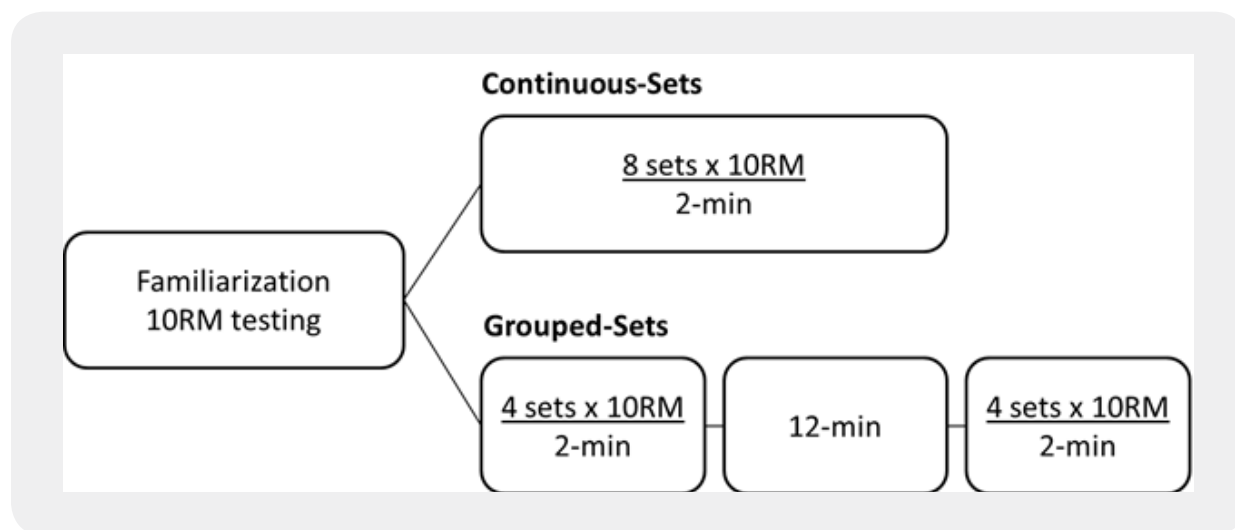 Continuous-Sets
8 sets x 10RM
2-min
Familiarization
10RM testing
Grouped-Sets
4 sets x 10RM
2-min
12-min
4 sets x 10RM
2-min